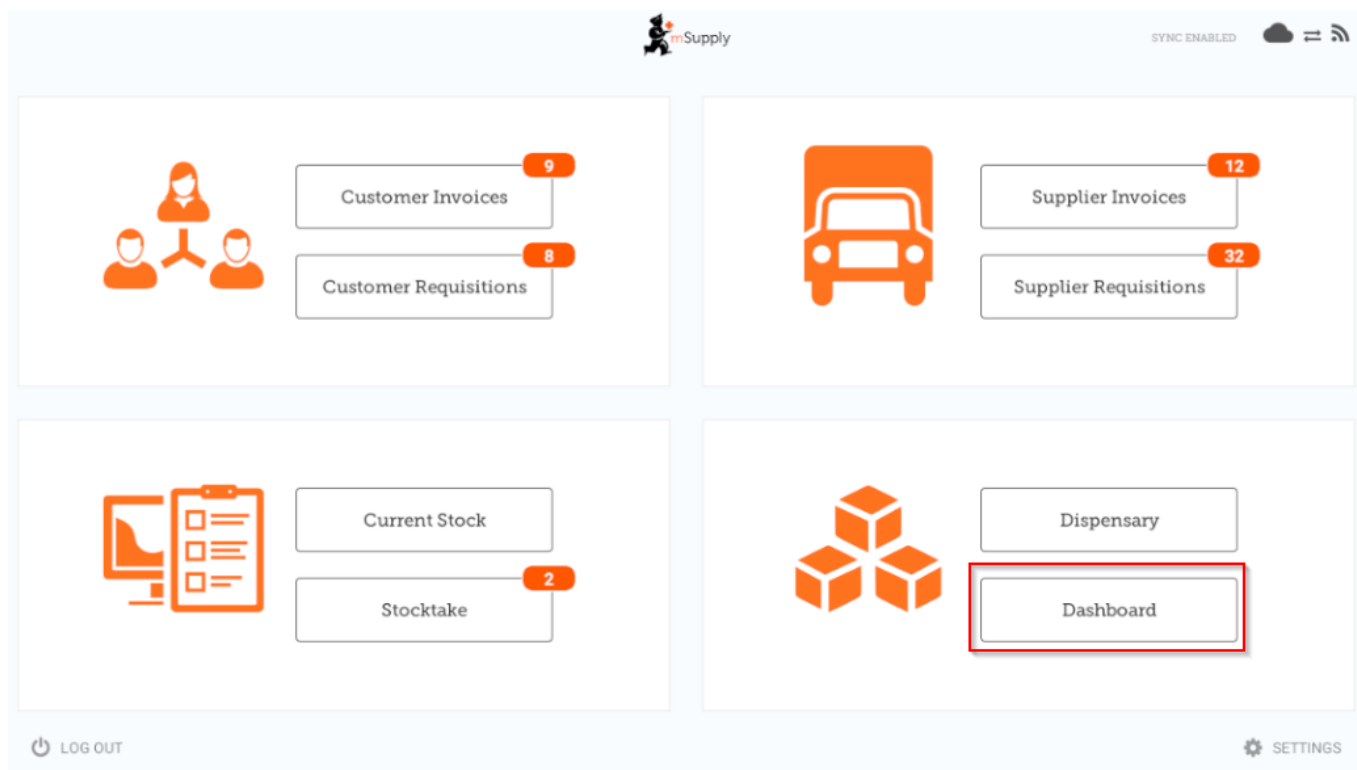 mSupply
SYNC ENABLED
9
Customer Invoices
8
Customer Requisitions
12
Supplier Invoices
32
Supplier Requisitions
Current Stock
2
Stocktake
Dispensary
Dashboard
LOG OUT
SETTINGS